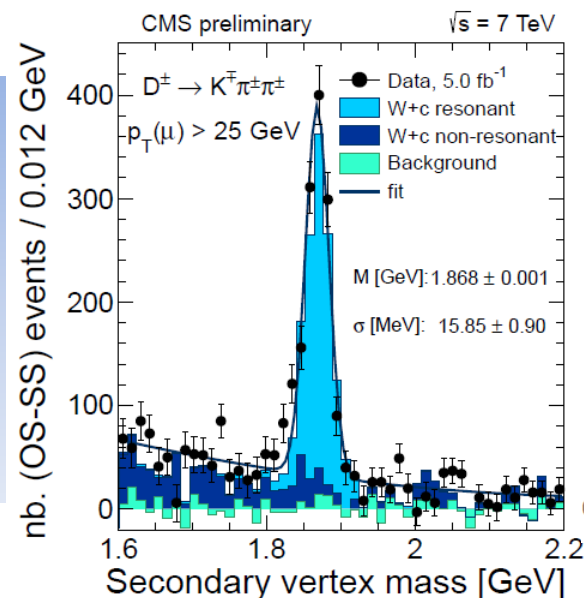 CMS preliminary √s = 7 TeV
D± → K∓π±π±
p_T(μ) > 25 GeV
Data, 5.0 fb⁻¹
W+c resonant
W+c non-resonant
Background
fit
M [GeV]: 1.868 ± 0.001
σ [MeV]: 15.85 ± 0.90
nb. (OS-SS) events / 0.012 GeV
400
300
200
100
0
1.6 1.8 2 2.2
Secondary vertex mass [GeV]